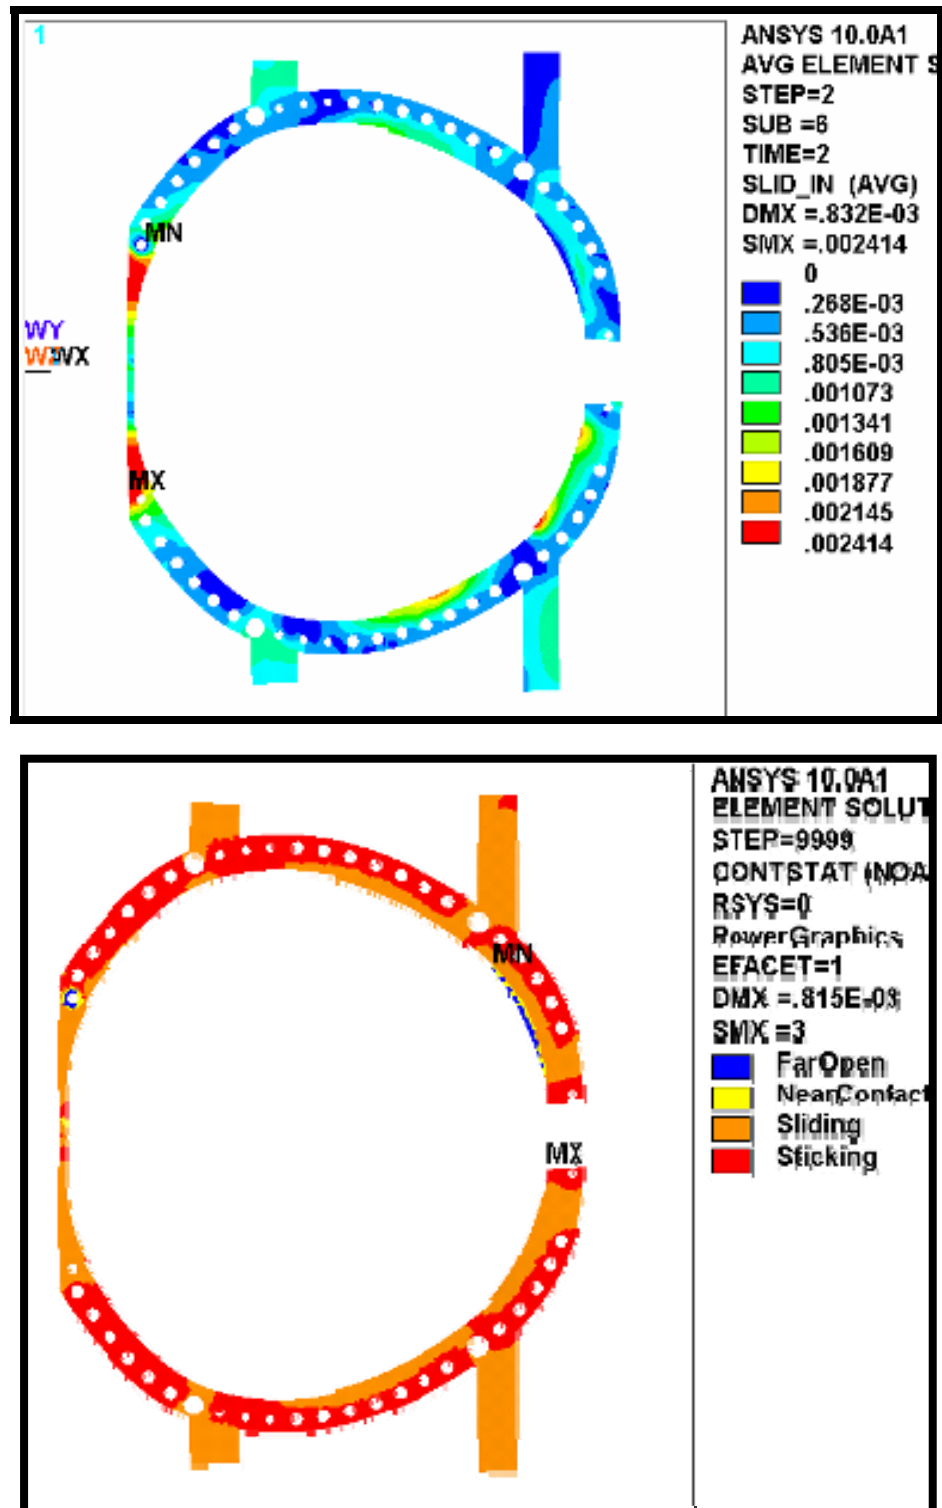 1
ANSYS 10.0A1
AVG ELEMENT S
STEP=2
SUB =6
TIME=2
SLID_IN (AVG)
DMX =.832E-03
SMX =.002414
0
.268E-03
.536E-03
.805E-03
.001073
.001341
.001609
.001877
.002145
.002414
MN
WY
WX
MX
ANSYS 10.0A1
ELEMENT SOLUT
STEP=9999
CONTSTAT (NOA
RSYS=0
PowerGraphics
EFACET=1
DMX =.815E-03
SMX =3
FarOpen
NearContact
Sliding
Sticking
MN
MX